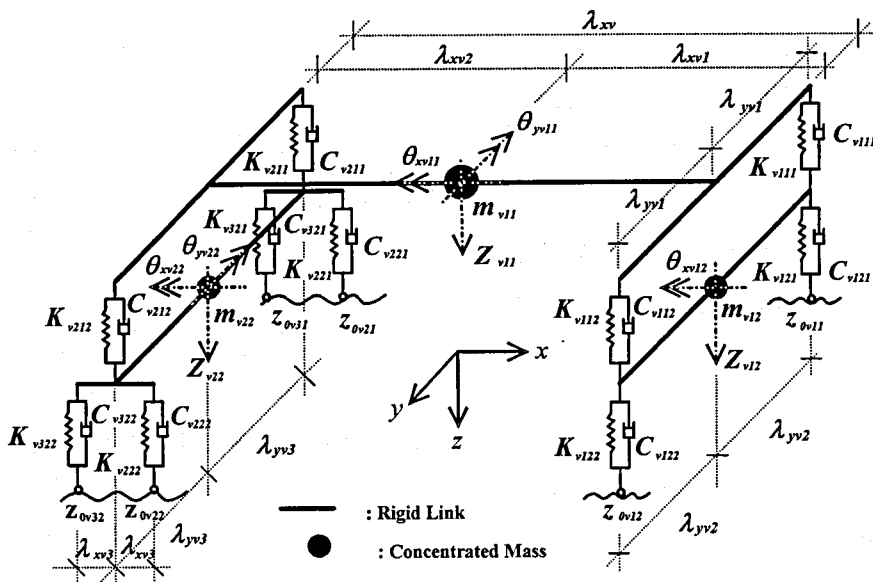 λxv
λxv2 λxv1
λyv1
θyv11
Kv211 Cv211 θxv11 Cv111
Kv111
mv11
λyv1
Kv321 Cv321 Cv221
θyv22
Zv11
Kv221
θxv22 θxv12 Kv121 Cv121
Cv212
Kv212 mv22 z0v31 z0v21 Kv112 Cv112 mv12 z0v11
Zv22 x Zv12
y
z
Cv322 Cv222
Kv322 λyv3 λyv2
Kv222 Kv122 Cv122
z0v32 z0v22 : Rigid Link z0v12
λxv3 λxv3 λyv3 λyv2
: Concentrated Mass